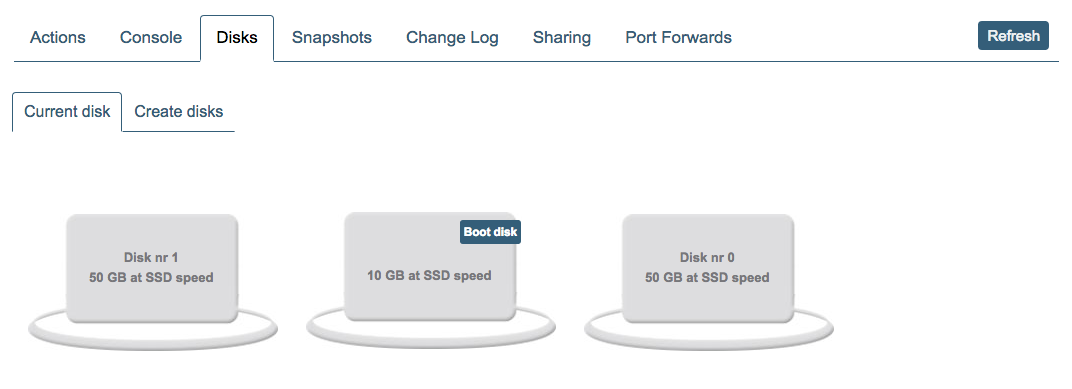 Actions Console Disks Snapshots Change Log Sharing Port Forwards Refresh
Current disk Create disks
Disk nr 1
50 GB at SSD speed
Boot disk
10 GB at SSD speed
Disk nr 0
50 GB at SSD speed